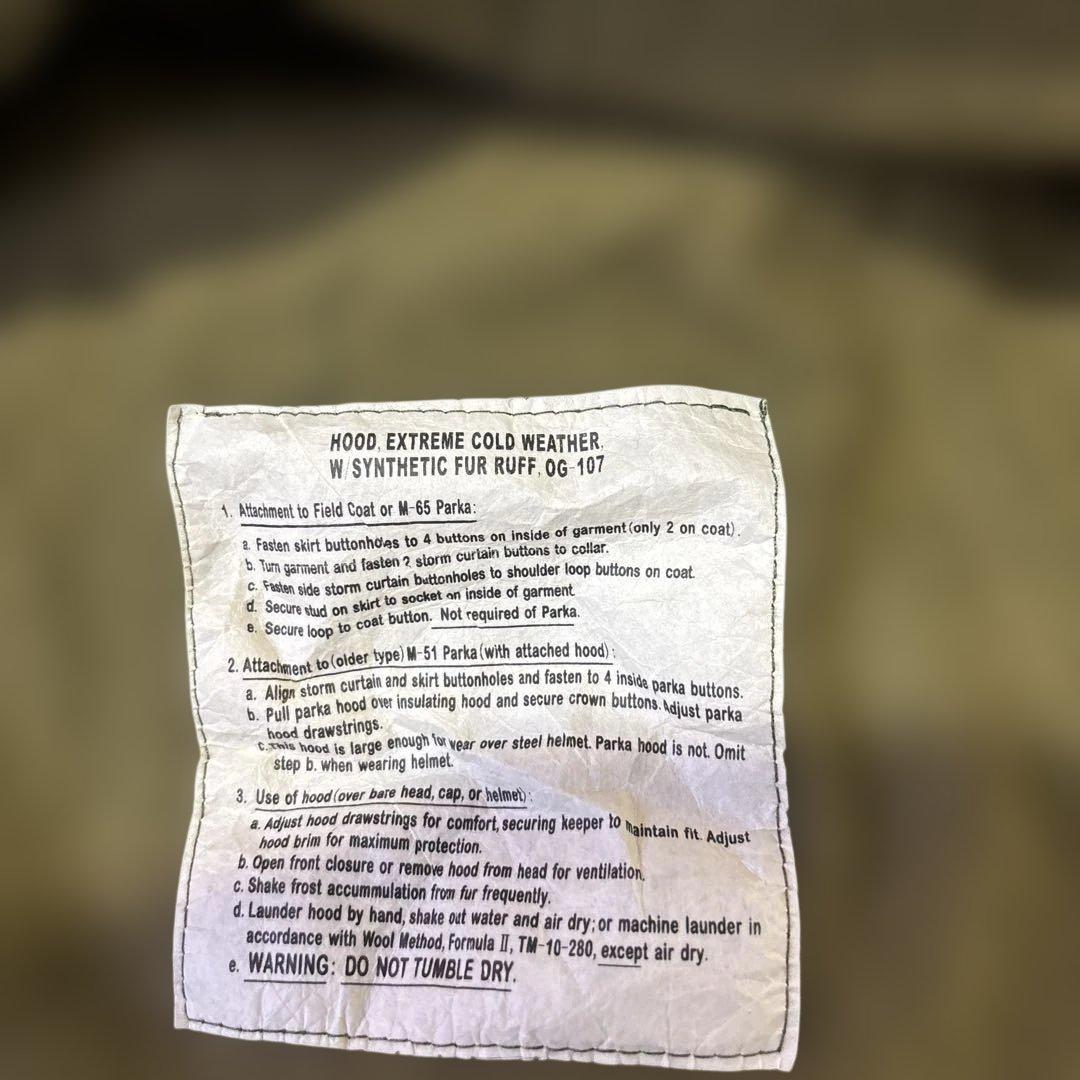 HOOD, EXTREME COLD WEATHER,
W/SYNTHETIC FUR RUFF, OG-107
1. Attachment to Field Coat or M-65 Parka:
a. Fasten skirt buttonholes to 4 buttons on inside of garment (only 2 on coat).
b. Turn garment and fasten 2 storm curtain buttons to collar.
c. Fasten side storm curtain buttonholes to shoulder loop buttons on coat.
d. Secure stud on skirt to socket on inside of garment.
e. Secure loop to coat button. Not required of Parka.
2. Attachment to (older type) M-51 Parka (with attached hood):
a. Align storm curtain and skirt buttonholes and fasten to 4 inside parka buttons.
b. Pull parka hood over insulating hood and secure crown buttons. Adjust parka
hood drawstrings.
c. This hood is large enough for wear over steel helmet. Parka hood is not. Omit
step b. when wearing helmet.
3. Use of hood (over bare head, cap, or helmet):
a. Adjust hood drawstrings for comfort, securing keeper to maintain fit. Adjust
hood brim for maximum protection.
b. Open front closure or remove hood from head for ventilation.
c. Shake frost accummulation from fur frequently.
d. Launder hood by hand, shake out water and air dry; or machine launder in
accordance with Wool Method, Formula II, TM-10-280, except air dry.
e. WARNING: DO NOT TUMBLE DRY.